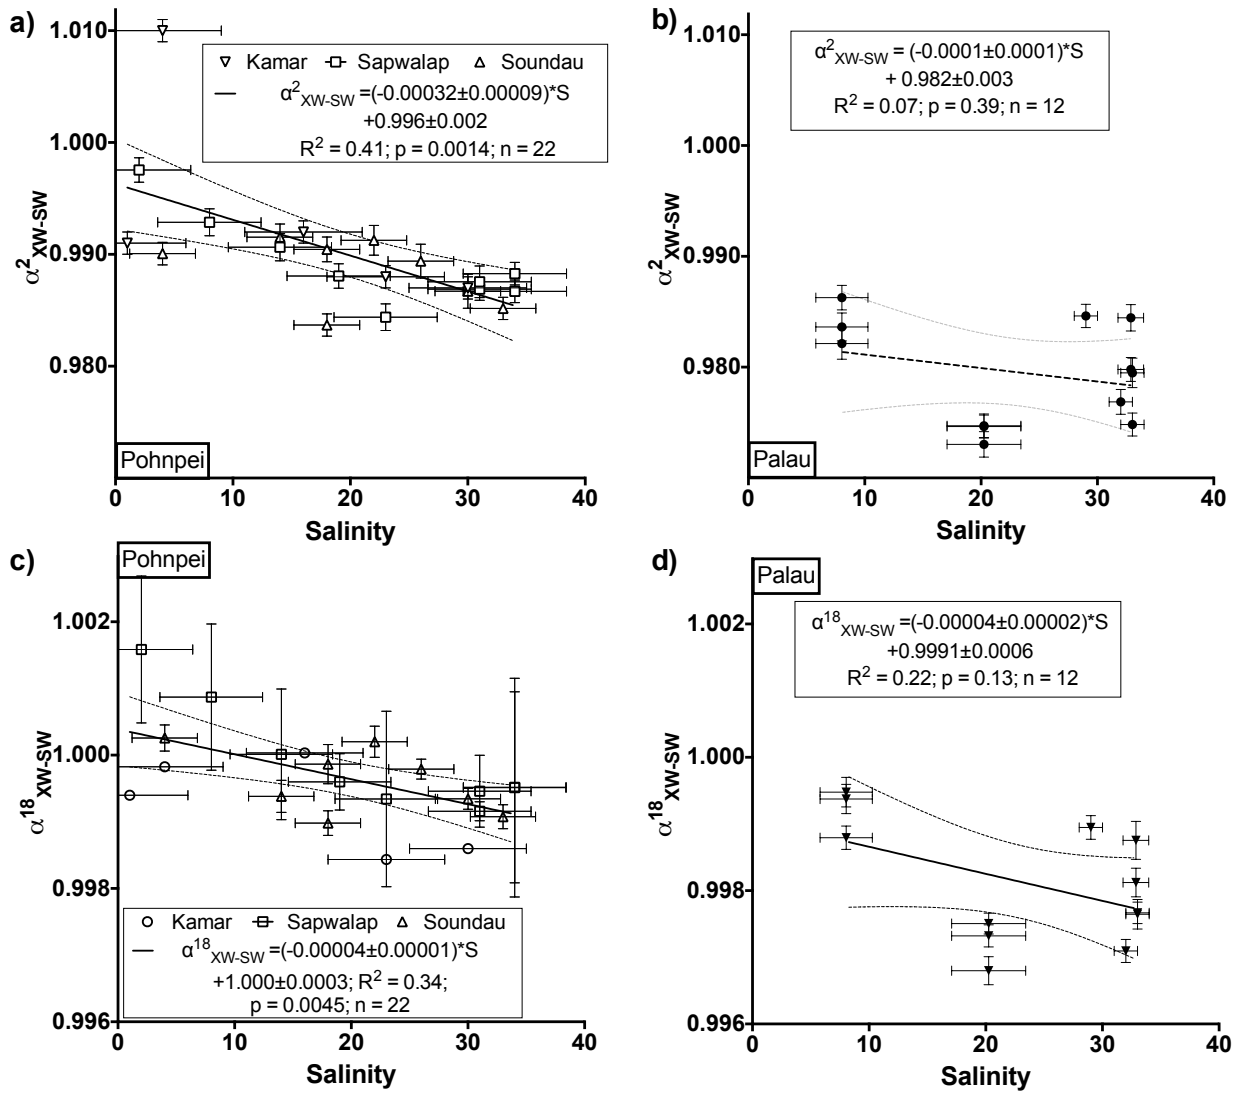 a)
1.010
1.000
0.990
0.980
α²XW-SW
Kamar Sapwalap Soundau
α²XW-SW =(-0.00032±0.00009)*S
+0.996±0.002
R² = 0.41; p = 0.0014; n = 22
Pohnpei
0 10 20 30 40
Salinity
b)
1.010
1.000
0.990
0.980
α²XW-SW
α²XW-SW = (-0.0001±0.0001)*S
+ 0.982±0.003
R² = 0.07; p = 0.39; n = 12
Palau
0 10 20 30 40
Salinity
c)
Pohnpei
1.002
1.000
0.998
0.996
α¹⁸XW-SW
Kamar Sapwalap Soundau
α¹⁸XW-SW =(-0.00004±0.00001)*S
+1.000±0.0003; R² = 0.34;
p = 0.0045; n = 22
0 10 20 30 40
Salinity
d)
Palau
1.002
1.000
0.998
0.996
α¹⁸XW-SW
α¹⁸XW-SW =(-0.00004±0.00002)*S
+0.9991±0.0006
R² = 0.22; p = 0.13; n = 12
0 10 20 30 40
Salinity